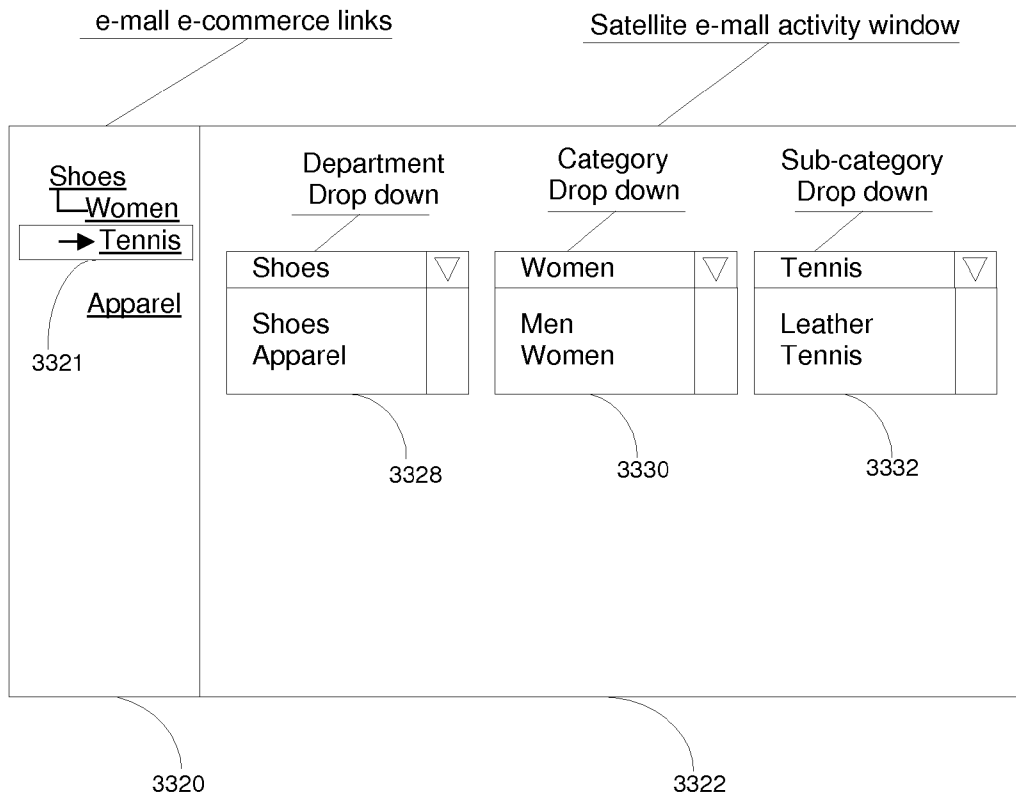 e-mall e-commerce links
Satellite e-mall activity window
Shoes
Women
Tennis
Apparel
3321
Department
Drop down
Shoes
Shoes
Apparel
3328
Category
Drop down
Women
Men
Women
3330
Sub-category
Drop down
Tennis
Leather
Tennis
3332
3320
3322